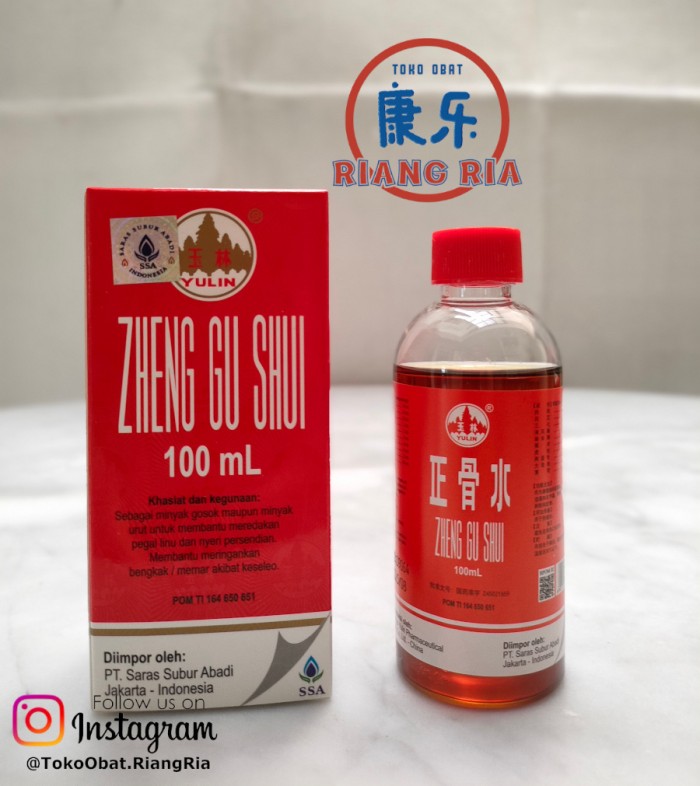 TOKO OBAT
康乐
RIANG RIA
SARAS SUBUR ABADI
SSA
INDONESIA
®
玉林
YULIN
ZHENG GU SHUI
100 mL
Khasiat dan kegunaan:
Sebagai minyak gosok maupun minyak
urut untuk membantu meredakan
pegal-linu dan nyeri persendian.
Membantu meringankan
bengkak / memar akibat keseleo.
POM TI 164 650 851
Diimpor oleh:
PT. Saras Subur Abadi
Jakarta - Indonesia
SSA
®
玉林
YULIN
正骨水
ZHENG GU SHUI
100mL
POM TI 164 650 851
oleh:
Pharmaceutical
China
Diimpor oleh:
PT. Saras Subur Abadi
Jakarta - Indonesia
Follow us on
Instagram
@TokoObat.RiangRia